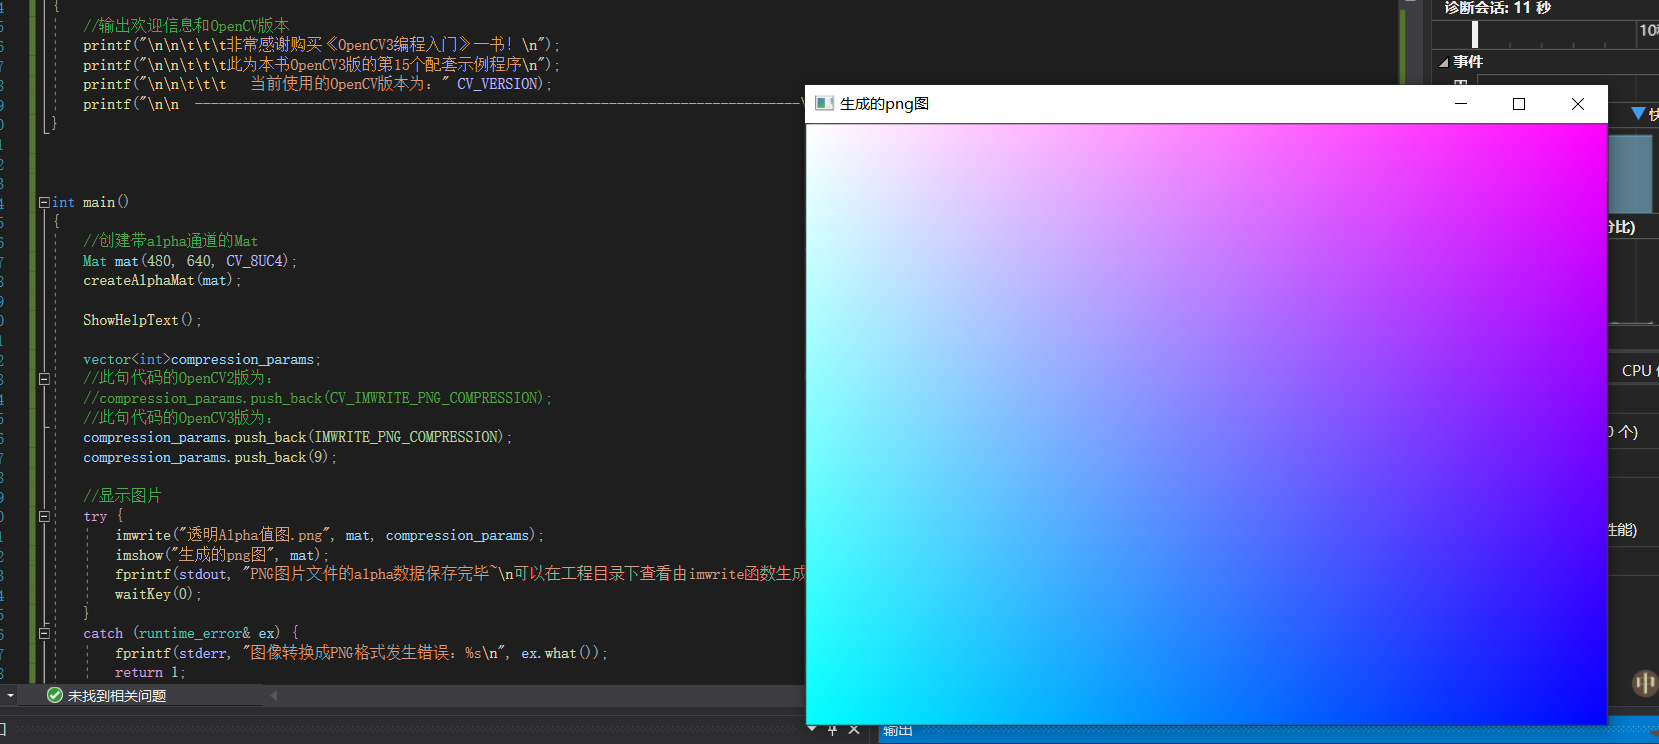 {
//输出欢迎信息和OpenCV版本
printf("\n\n\t\t\t非常感谢购买《OpenCV3编程入门》一书！\n");
printf("\n\n\t\t\t此为本书OpenCV3版的第15个配套示例程序\n");
printf("\n\n\t\t\t   当前使用的OpenCV版本为：" CV_VERSION);
printf("\n\n  ----------------------------------------------------------------------------\
}
int main()
{
//创建带alpha通道的Mat
Mat mat(480, 640, CV_8UC4);
createAlphaMat(mat);
ShowHelpText();
vector<int>compression_params;
//此句代码的OpenCV2版为：
//compression_params.push_back(CV_IMWRITE_PNG_COMPRESSION);
//此句代码的OpenCV3版为：
compression_params.push_back(IMWRITE_PNG_COMPRESSION);
compression_params.push_back(9);
//显示图片
try {
imwrite("透明Alpha值图.png", mat, compression_params);
imshow("生成的png图", mat);
fprintf(stdout, "PNG图片文件的alpha数据保存完毕~\n可以在工程目录下查看由imwrite函数生成
waitKey(0);
}
catch (runtime_error& ex) {
fprintf(stderr, "图像转换成PNG格式发生错误：%s\n", ex.what());
return 1;
未找到相关问题
生成的png图
诊断会话: 11 秒
事件
CPU
个)
性能)
输出
中